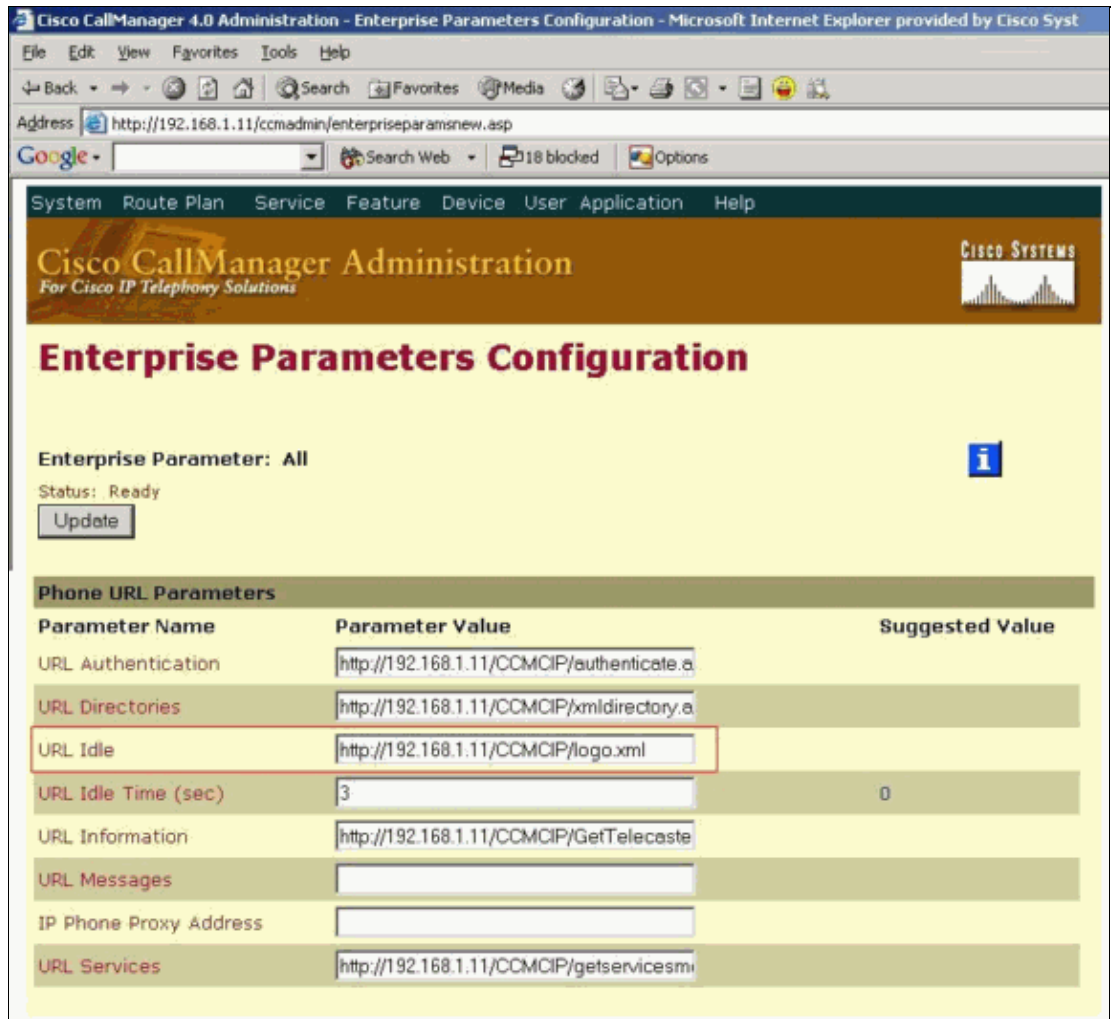 Cisco CallManager 4.0 Administration - Enterprise Parameters Configuration - Microsoft Internet Explorer provided by Cisco Syst
File Edit View Favorites Tools Help
Back Search Favorites Media
Address http://192.168.1.11/ccmadmin/enterpriseparamsnew.asp
Google Search Web 18 blocked Options
System Route Plan Service Feature Device User Application Help
Cisco CallManager Administration
For Cisco IP Telephony Solutions
CISCO SYSTEMS
Enterprise Parameters Configuration
Enterprise Parameter: All
i
Status: Ready
Update
Phone URL Parameters
Parameter Name Parameter Value Suggested Value
URL Authentication http://192.168.1.11/CCMCIP/authenticate.a
URL Directories http://192.168.1.11/CCMCIP/xmldirectory.a
URL Idle http://192.168.1.11/CCMCIP/logo.xml
URL Idle Time (sec) 3 0
URL Information http://192.168.1.11/CCMCIP/GetTelecaste
URL Messages
IP Phone Proxy Address
URL Services http://192.168.1.11/CCMCIP/getservicesm